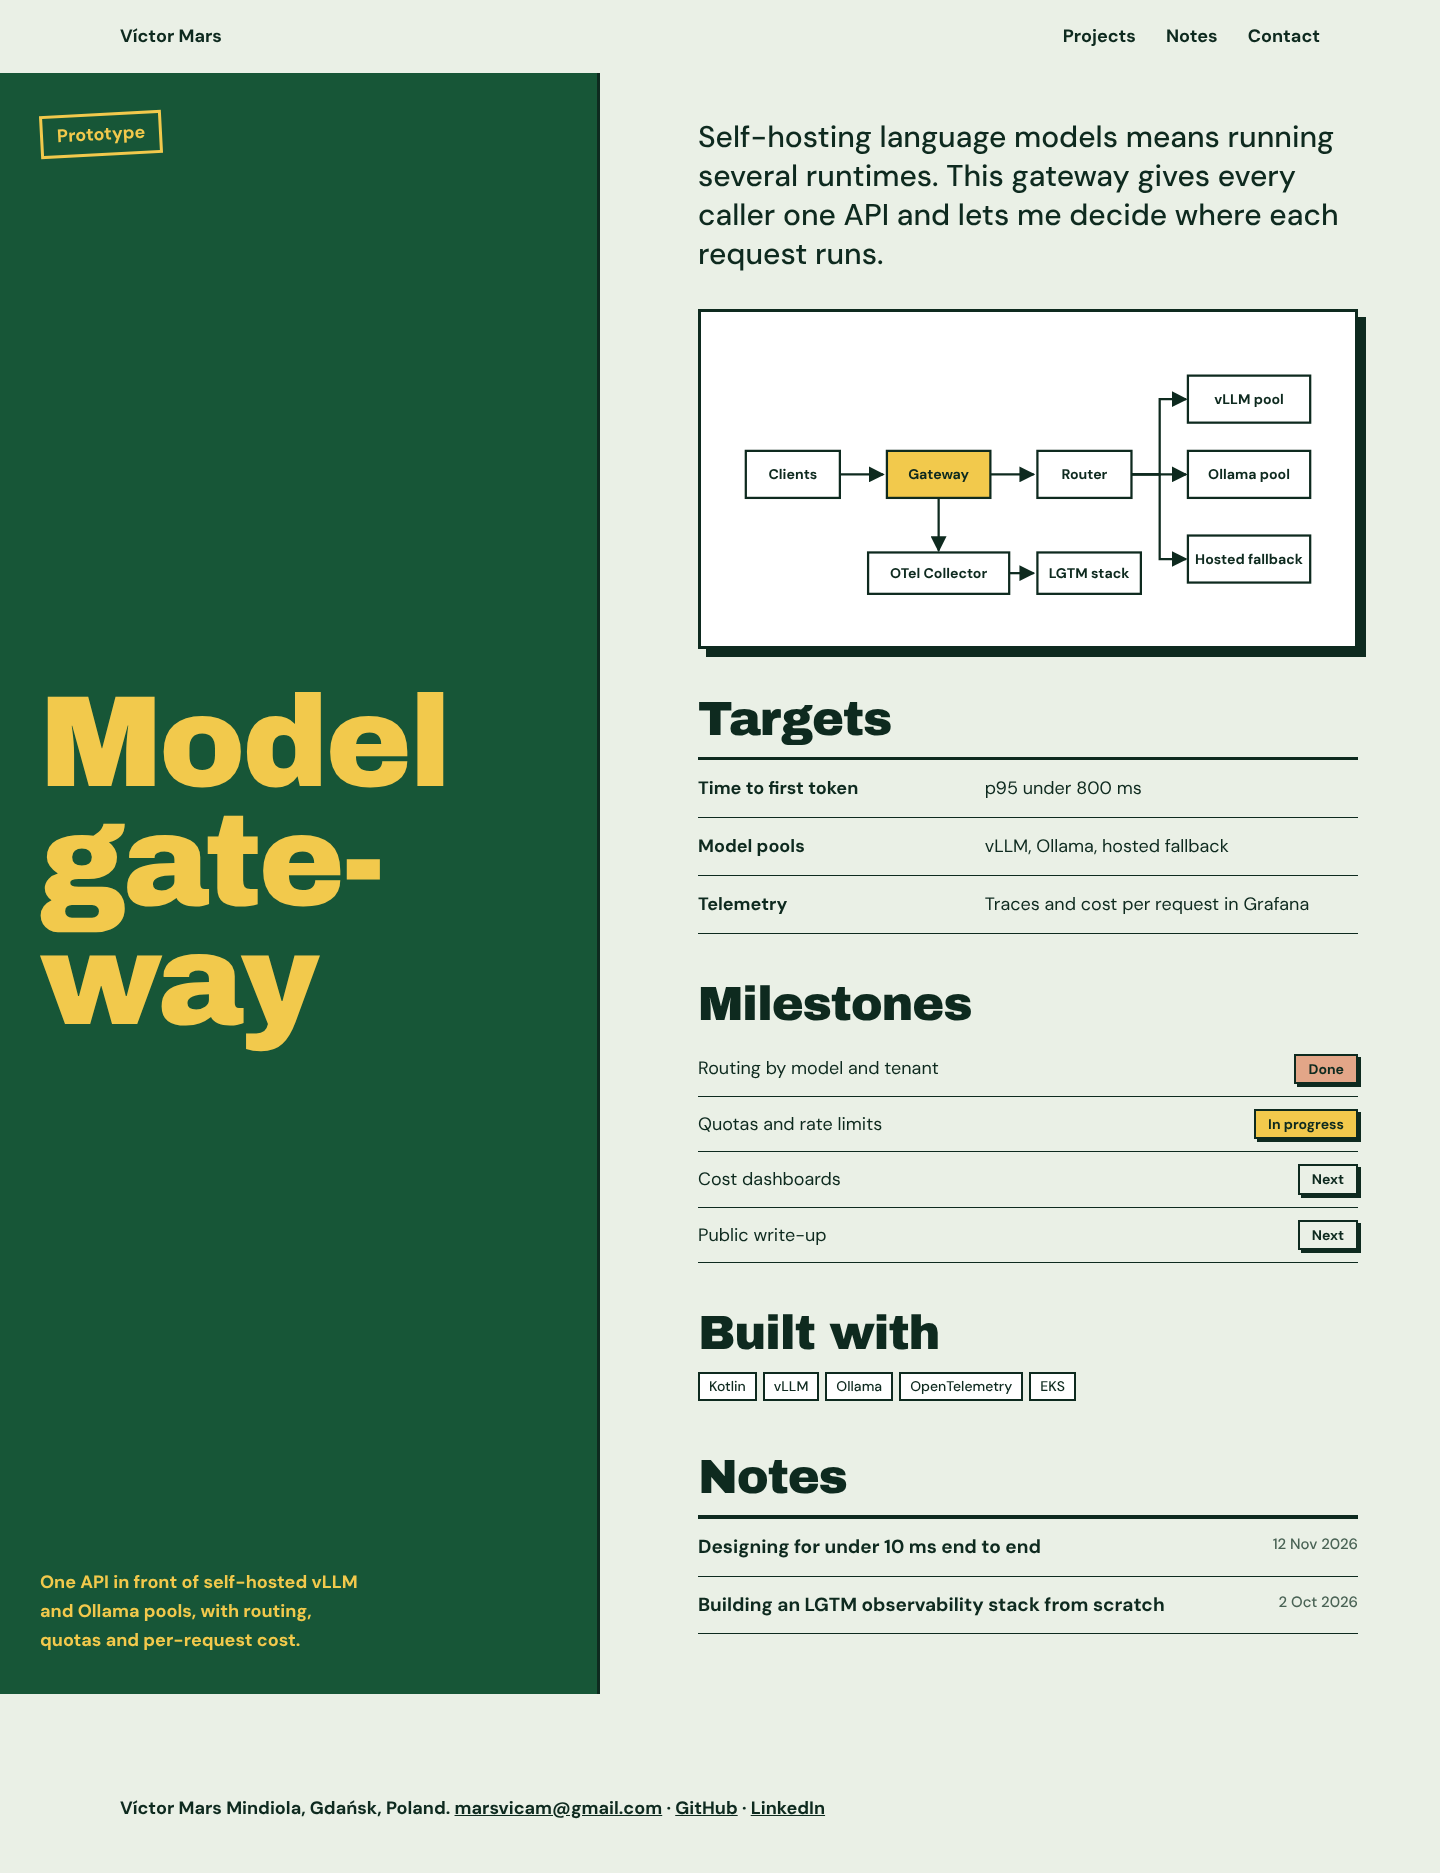 Víctor Mars
Projects Notes Contact
Prototype
Model
gate-
way
One API in front of self-hosted vLLM
and Ollama pools, with routing,
quotas and per-request cost.
Self-hosting language models means running
several runtimes. This gateway gives every
caller one API and lets me decide where each
request runs.
vLLM pool
Clients
Gateway
Router
Ollama pool
Hosted fallback
OTel Collector
LGTM stack
Targets
Time to first token p95 under 800 ms
Model pools vLLM, Ollama, hosted fallback
Telemetry Traces and cost per request in Grafana
Milestones
Routing by model and tenant Done
Quotas and rate limits In progress
Cost dashboards Next
Public write-up Next
Built with
Kotlin vLLM Ollama OpenTelemetry EKS
Notes
Designing for under 10 ms end to end 12 Nov 2026
Building an LGTM observability stack from scratch 2 Oct 2026
Víctor Mars Mindiola, Gdańsk, Poland. marsvicam@gmail.com · GitHub · LinkedIn